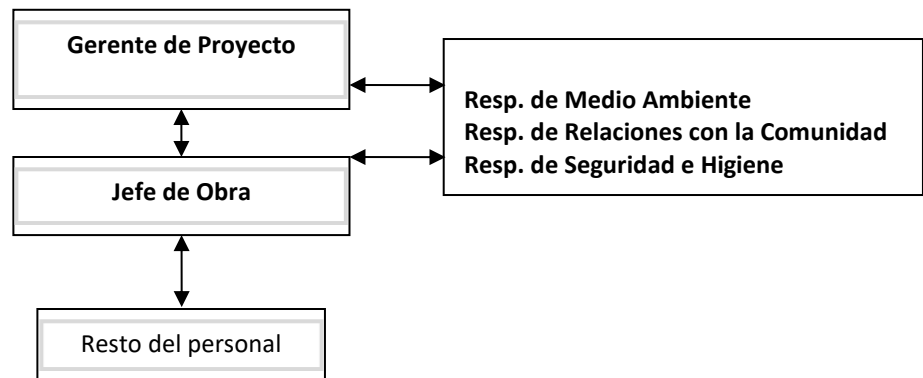 Gerente de Proyecto
Resp. de Medio Ambiente
Resp. de Relaciones con la Comunidad
Resp. de Seguridad e Higiene
Jefe de Obra
Resto del personal